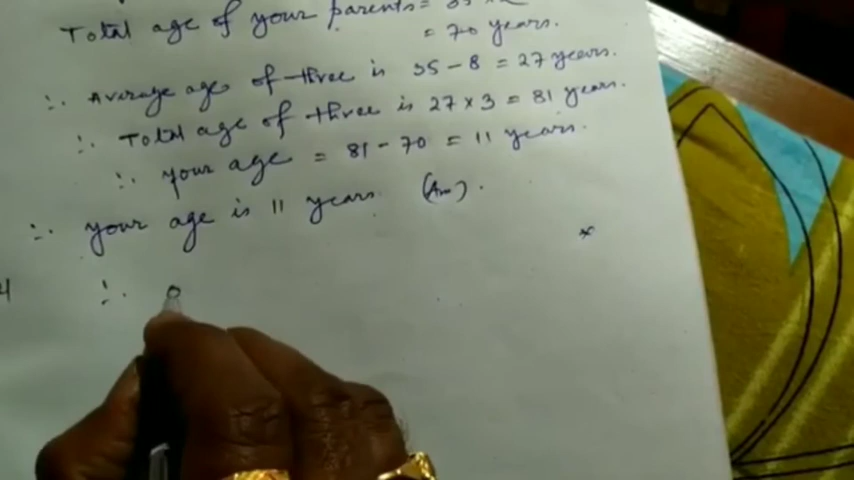 Total age of your parents =
= 70 years.
∴ Average age of three is 35 - 8 = 27 years.
∴ Total age of three is 27 × 3 = 81 years.
∴ your age = 81 - 70 = 11 years.
∴ your age is 11 years. (Ans).
*
4 ∴